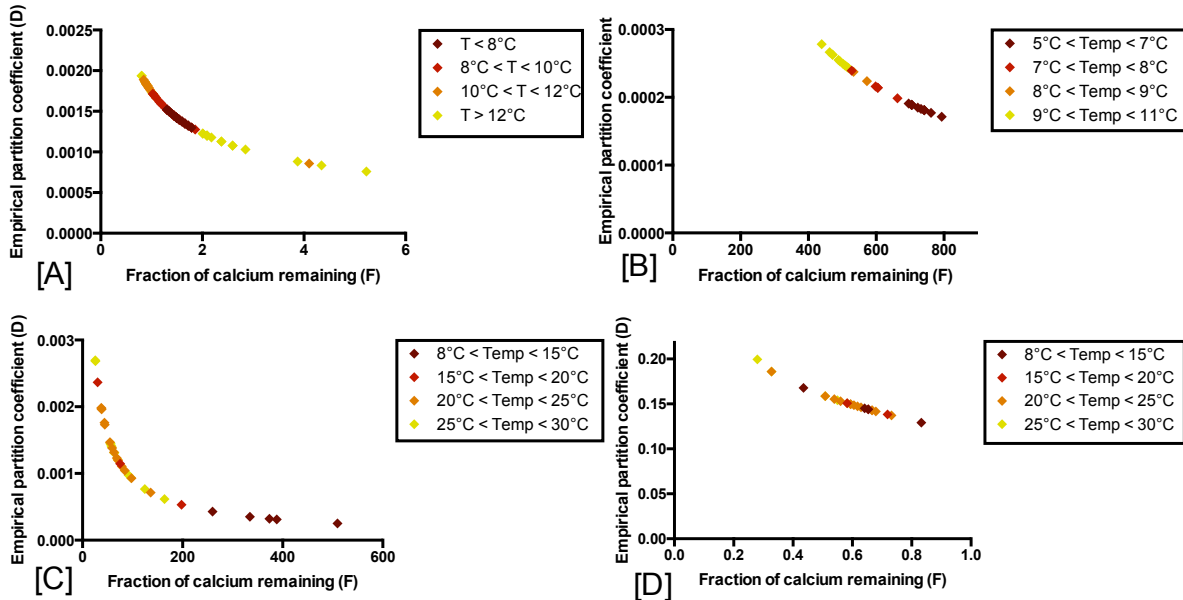 Empirical partition coefficient (D)
0.0025
0.0020
0.0015
0.0010
0.0005
0.0000
0
2
4
6
Fraction of calcium remaining (F)
[A]
T < 8°C
8°C < T < 10°C
10°C < T < 12°C
T > 12°C
Empirical partition coefficient
0.0003
0.0002
0.0001
0.0000
0
200
400
600
800
Fraction of calcium remaining (F)
[B]
5°C < Temp < 7°C
7°C < Temp < 8°C
8°C < Temp < 9°C
9°C < Temp < 11°C
Empirical partition coefficient (D)
0.003
0.002
0.001
0.000
0
200
400
600
Fraction of calcium remaining (F)
[C]
8°C < Temp < 15°C
15°C < Temp < 20°C
20°C < Temp < 25°C
25°C < Temp < 30°C
Empirical partition coefficient (D)
0.20
0.15
0.10
0.05
0.00
0.0
0.2
0.4
0.6
0.8
1.0
Fraction of calcium remaining (F)
[D]
8°C < Temp < 15°C
15°C < Temp < 20°C
20°C < Temp < 25°C
25°C < Temp < 30°C